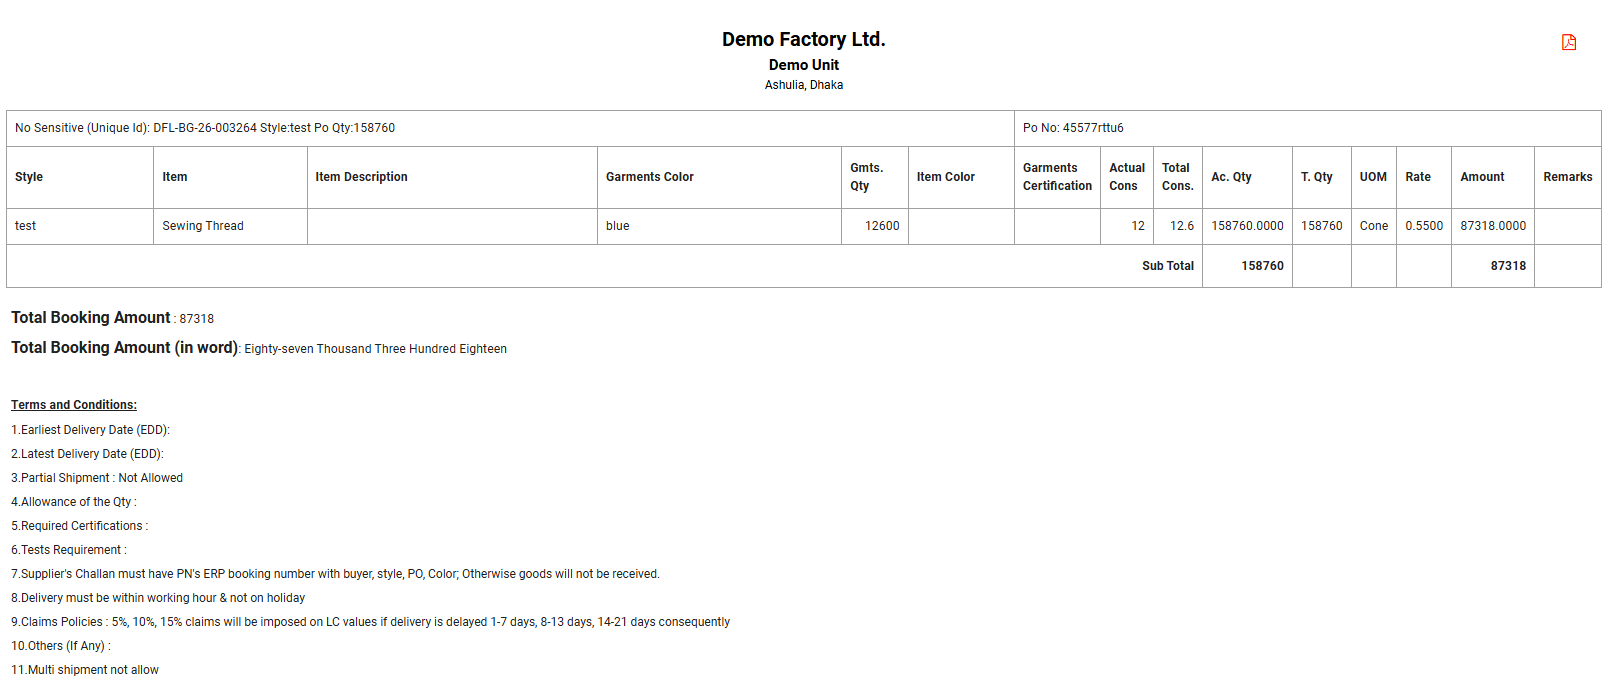 Demo Factory Ltd.
Demo Unit
Ashulia, Dhaka
No Sensitive (Unique Id): DFL-BG-26-003264 Style:test Po Qty:158760 Po No: 45577rttu6
Style Item Item Description Garments Color Gmts. Qty Item Color Garments Certification Actual Cons Total Cons. Ac. Qty T. Qty UOM Rate Amount Remarks
test Sewing Thread blue 12600 12 12.6 158760.0000 158760 Cone 0.5500 87318.0000
Sub Total 158760 87318
Total Booking Amount : 87318
Total Booking Amount (in word): Eighty-seven Thousand Three Hundred Eighteen
Terms and Conditions:
1.Earliest Delivery Date (EDD):
2.Latest Delivery Date (EDD):
3.Partial Shipment : Not Allowed
4.Allowance of the Qty :
5.Required Certifications :
6.Tests Requirement :
7.Supplier's Challan must have PN's ERP booking number with buyer, style, PO, Color; Otherwise goods will not be received.
8.Delivery must be within working hour & not on holiday
9.Claims Policies : 5%, 10%, 15% claims will be imposed on LC values if delivery is delayed 1-7 days, 8-13 days, 14-21 days consequently
10.Others (If Any) :
11.Multi shipment not allow